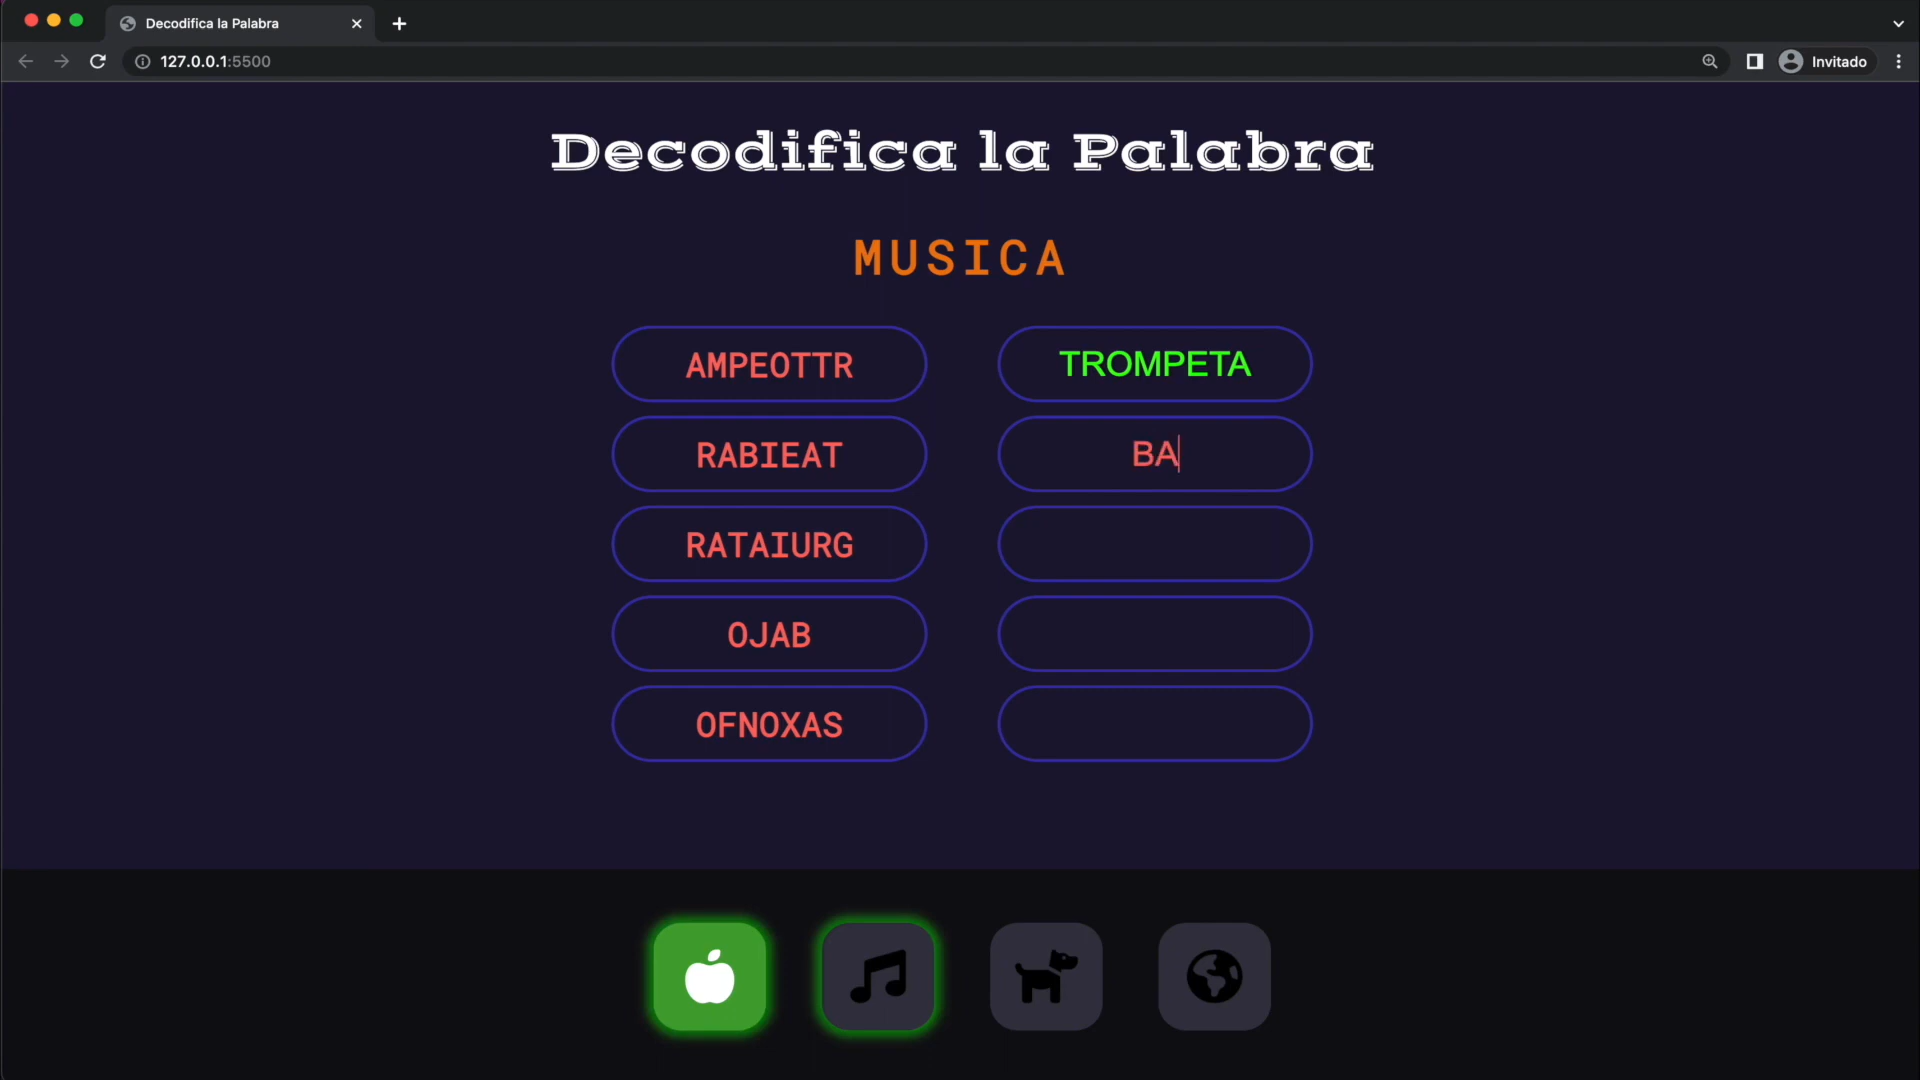 Decodifica la Palabra
127.0.0.1:5500
Invitado
Decodifica la Palabra
MUSICA
AMPEOTTR TROMPETA
RABIEAT BA
RATAIURG
OJAB
OFNOXAS